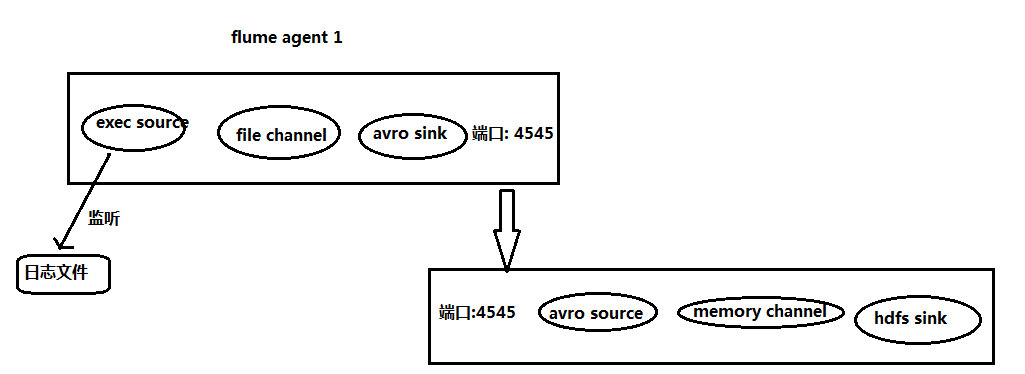 flume agent 1
exec source
file channel
avro sink
端口: 4545
监听
日志文件
端口:4545
avro source
memory channel
hdfs sink